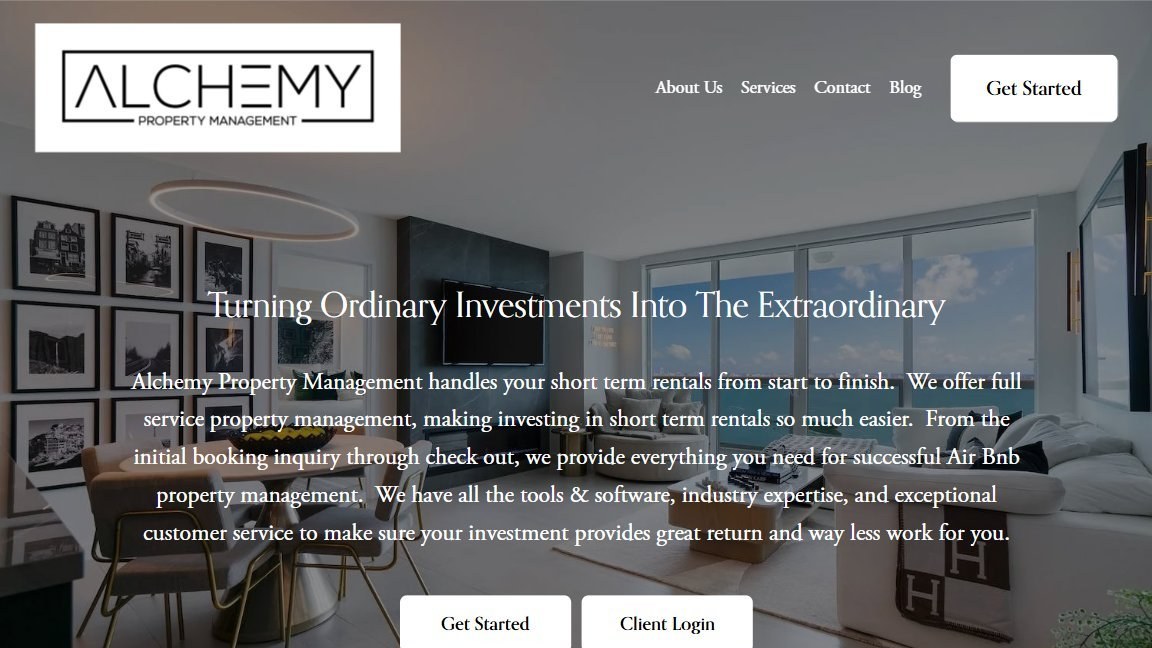 ALCHEMY
PROPERTY MANAGEMENT
About Us Services Contact Blog Get Started
Turning Ordinary Investments Into The Extraordinary
Alchemy Property Management handles your short term rentals from start to finish.  We offer full
service property management, making investing in short term rentals so much easier.  From the
initial booking inquiry through check out, we provide everything you need for successful Air Bnb
property management.  We have all the tools & software, industry expertise, and exceptional
customer service to make sure your investment provides great return and way less work for you.
H
H
Get Started Client Login